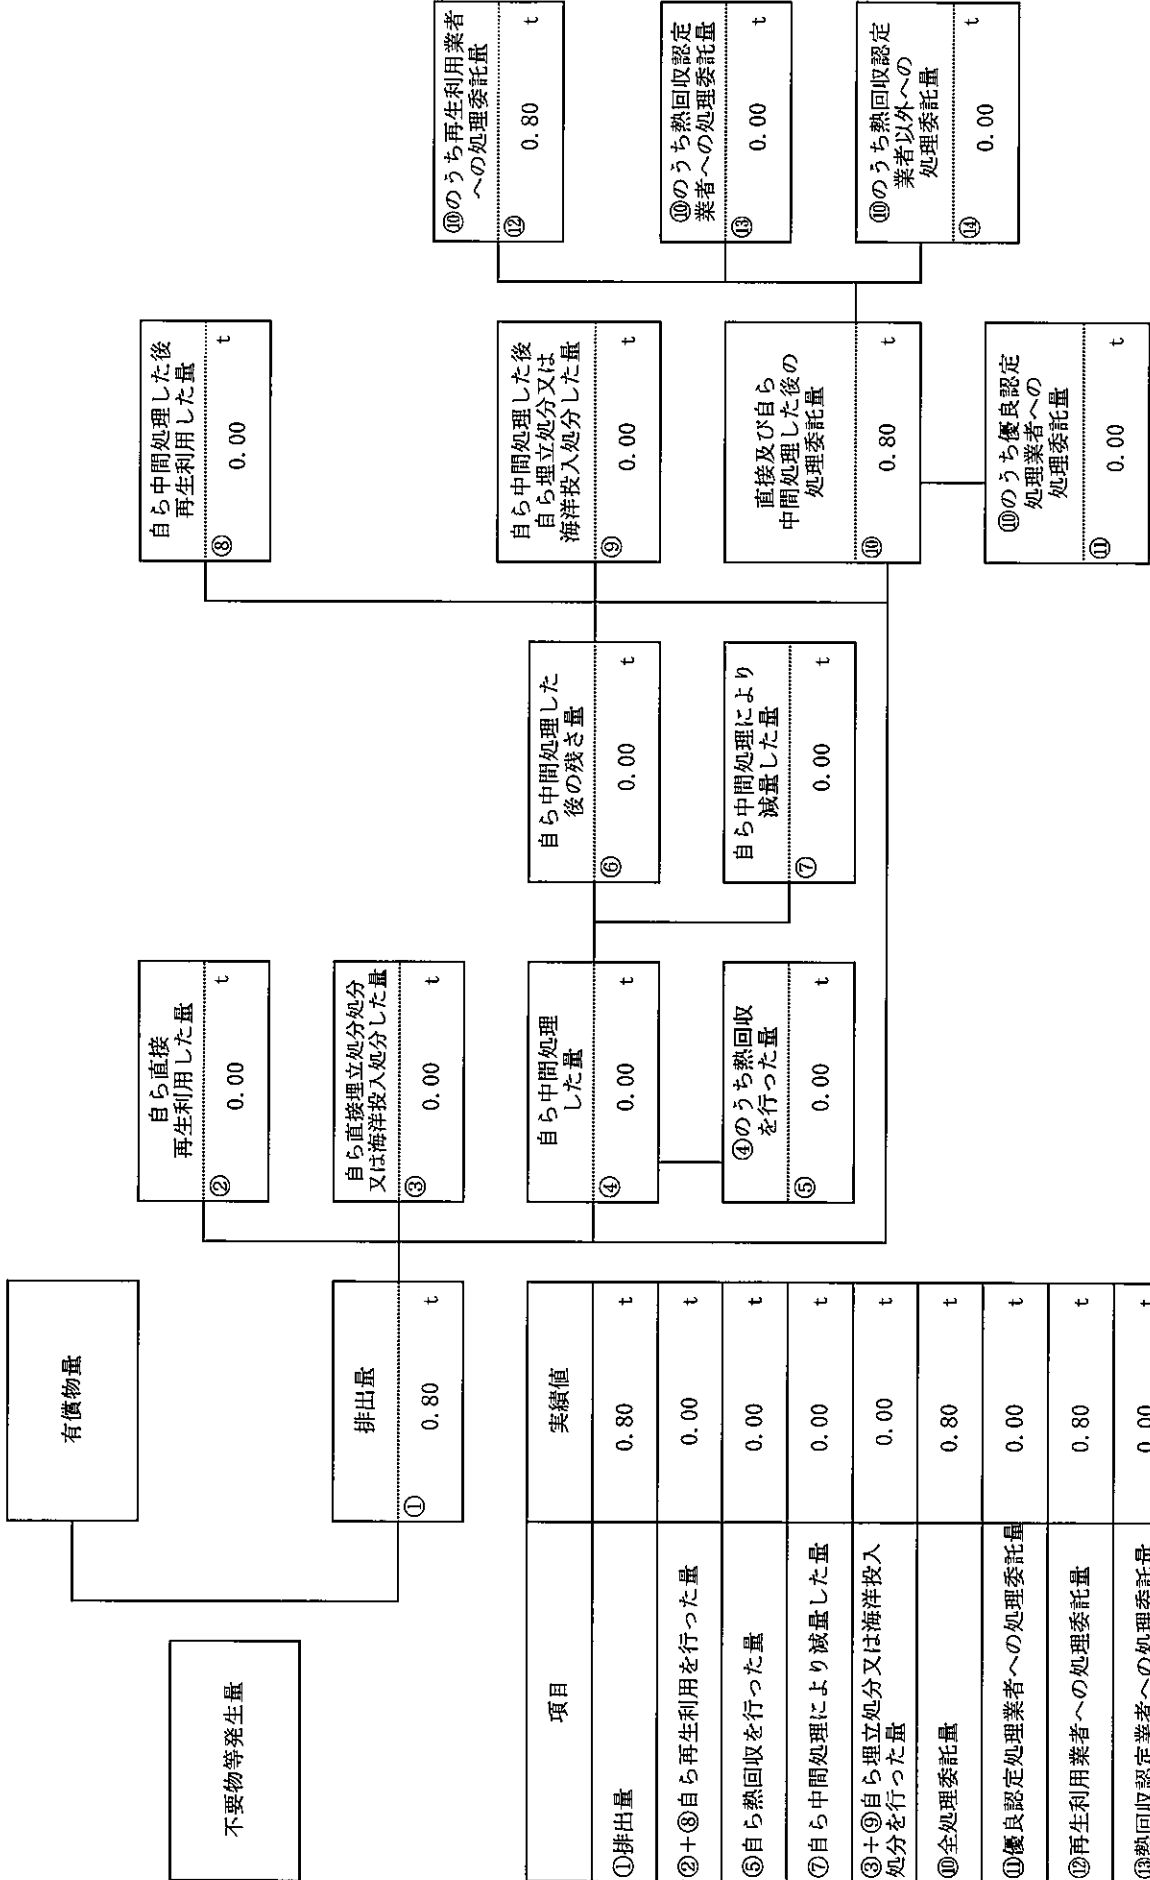 不要物等発生量
有償物量
排出量
① 0.80 t
自ら直接
再生利用した量
② 0.00 t
自ら直接埋立処分処分
又は海洋投入処分した量
③ 0.00 t
自ら中間処理
した量
④ 0.00 t
④のうち熱回収
を行った量
⑤ 0.00 t
自ら中間処理した
後の残さ量
⑥ 0.00 t
自ら中間処理により
減量した量
⑦ 0.00 t
自ら中間処理した後
再生利用した量
⑧ 0.00 t
自ら中間処理した後
自ら埋立処分又は
海洋投入処分した量
⑨ 0.00 t
直接及び自ら
中間処理した後の
処理委託量
⑩ 0.80 t
⑩のうち優良認定
処理業者への
処理委託量
⑪ 0.00 t
⑩のうち再生利用業者
への処理委託量
⑫ 0.80 t
⑩のうち熱回収認定
業者への処理委託量
⑬ 0.00 t
⑩のうち熱回収認定
業者以外への
処理委託量
⑭ 0.00 t
項目 実績値
①排出量 0.80 t
②+⑧自ら再生利用を行った量 0.00 t
⑤自ら熱回収を行った量 0.00 t
⑦自ら中間処理により減量した量 0.00 t
③+⑨自ら埋立処分又は海洋投入
処分を行った量 0.00 t
⑩全処理委託量 0.80 t
⑪優良認定処理業者への処理委託量 0.00 t
⑫再生利用業者への処理委託量 0.80 t
⑬熱回収認定業者への処理委託量 0.00 t